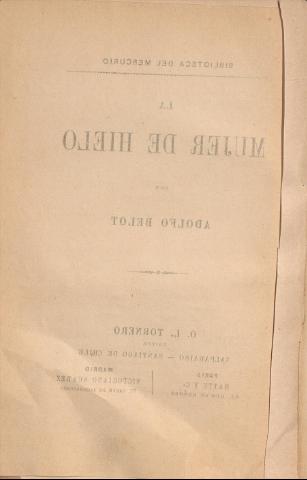 BIBLIOTECA DEL MERCURIO
LA
MUJER DE HIELO
POR
ADOLFO BELOT
O. L. TORNERO
EDITOR
VALPARAISO — SANTIAGO DE CHILE
PARIS
MADRID
VICTORIANO SUAREZ